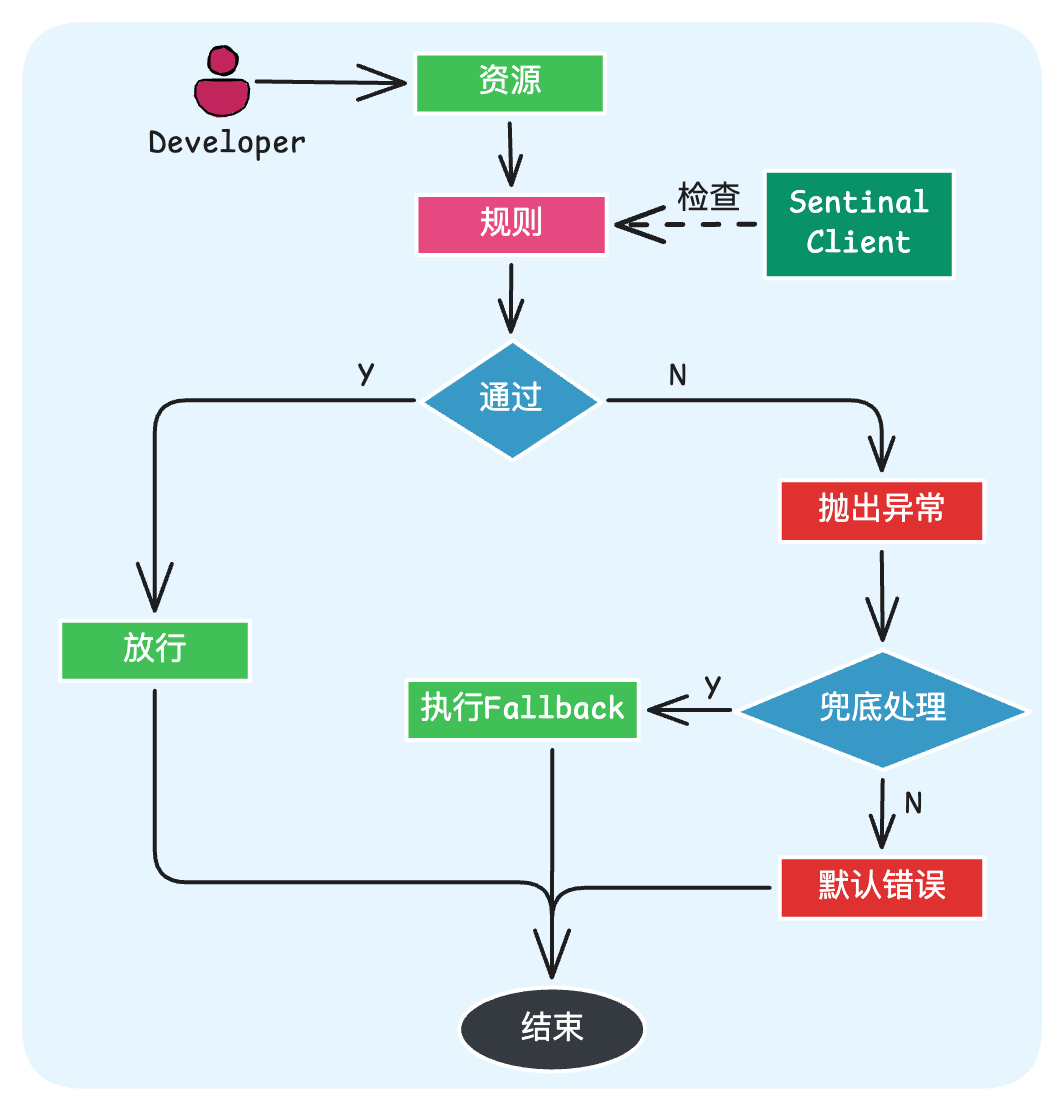 资源
Developer
规则
检查
Sentinal
Client
Y
N
通过
抛出异常
放行
执行Fallback
Y
兜底处理
N
默认错误
结束